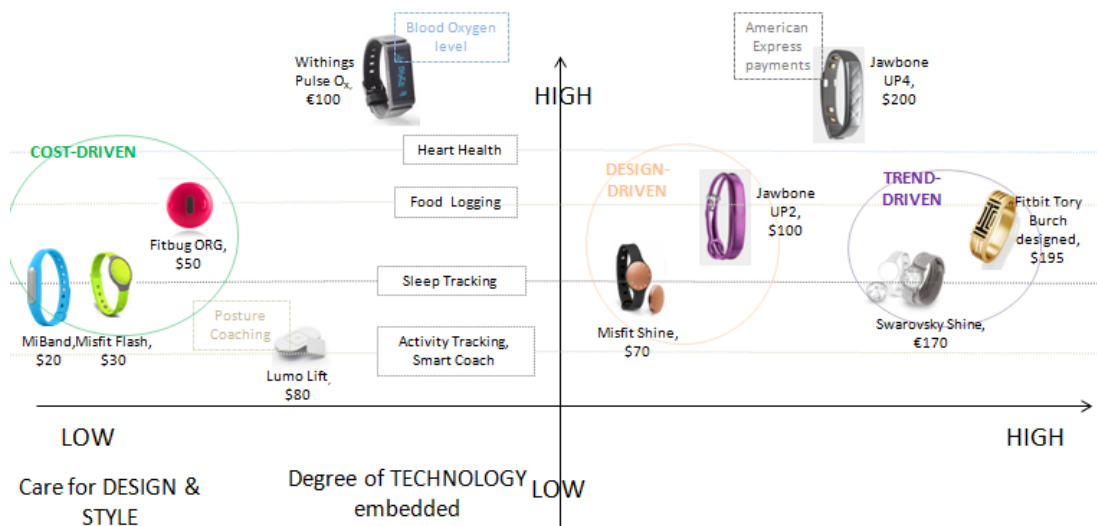 Blood Oxygen
level
American
Express
payments
Withings
Pulse Ox,
€100
HIGH
Jawbone
UP4,
$200
COST-DRIVEN
Heart Health
DESIGN-
DRIVEN
TREND-
DRIVEN
Food Logging
Jawbone
UP2,
$100
Fitbit Tory
Burch
designed,
$195
Fitbug ORG,
$50
Sleep Tracking
Posture
Coaching
MiBand,
$20
Misfit Flash,
$30
Activity Tracking,
Smart Coach
Misfit Shine,
$70
Swarovsky Shine,
€170
Lumo Lift,
$80
LOW
HIGH
Care for DESIGN &
STYLE
Degree of TECHNOLOGY
embedded
LOW